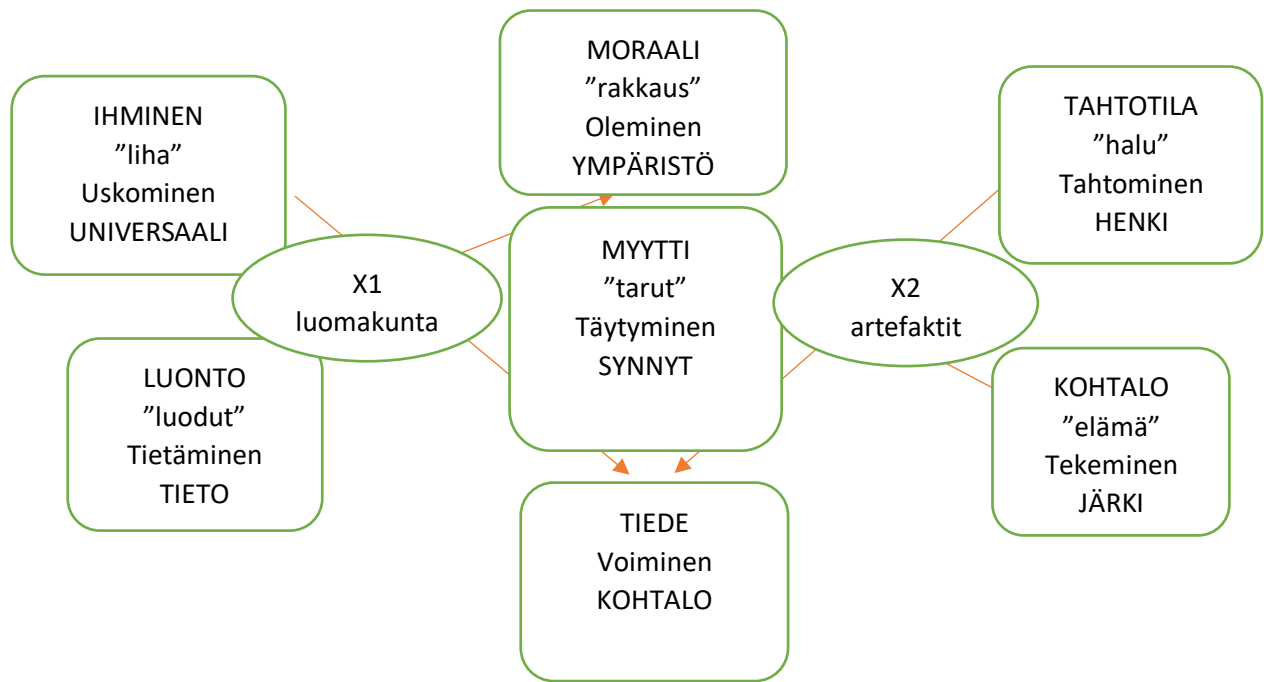 IHMINEN
”liha”
Uskominen
UNIVERSAALI
MORAALI
”rakkaus”
Oleminen
YMPÄRISTÖ
TAHTOTILA
”halu”
Tahtominen
HENKI
X1
luomakunta
MYYTTI
”tarut”
Täytyminen
SYNNYT
X2
artefaktit
LUONTO
”luodut”
Tietäminen
TIETO
KOHTALO
”elämä”
Tekeminen
JÄRKI
TIEDE
Voiminen
KOHTALO